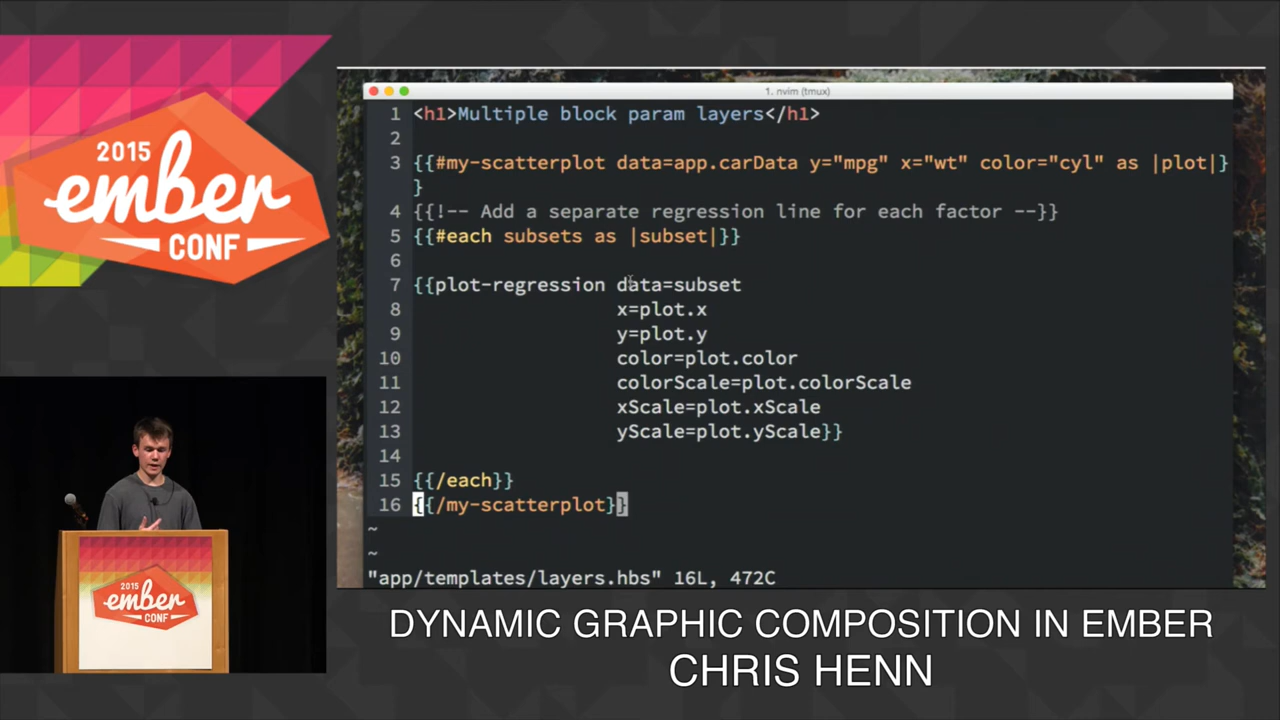 2015
ember
CONF
1. nvim (tmux)
1 <h1>Multiple block param layers</h1>
2
3 {{#my-scatterplot data=app.carData y="mpg" x="wt" color="cyl" as |plot|}
}
4 {{!-- Add a separate regression line for each factor --}}
5 {{#each subsets as |subset|}}
6
7 {{plot-regression data=subset
8 x=plot.x
9 y=plot.y
10 color=plot.color
11 colorScale=plot.colorScale
12 xScale=plot.xScale
13 yScale=plot.yScale}}
14
15 {{/each}}
16 {{/my-scatterplot}}
~
~
"app/templates/layers.hbs" 16L, 472C
2015
ember
CONF
DYNAMIC GRAPHIC COMPOSITION IN EMBER
CHRIS HENN